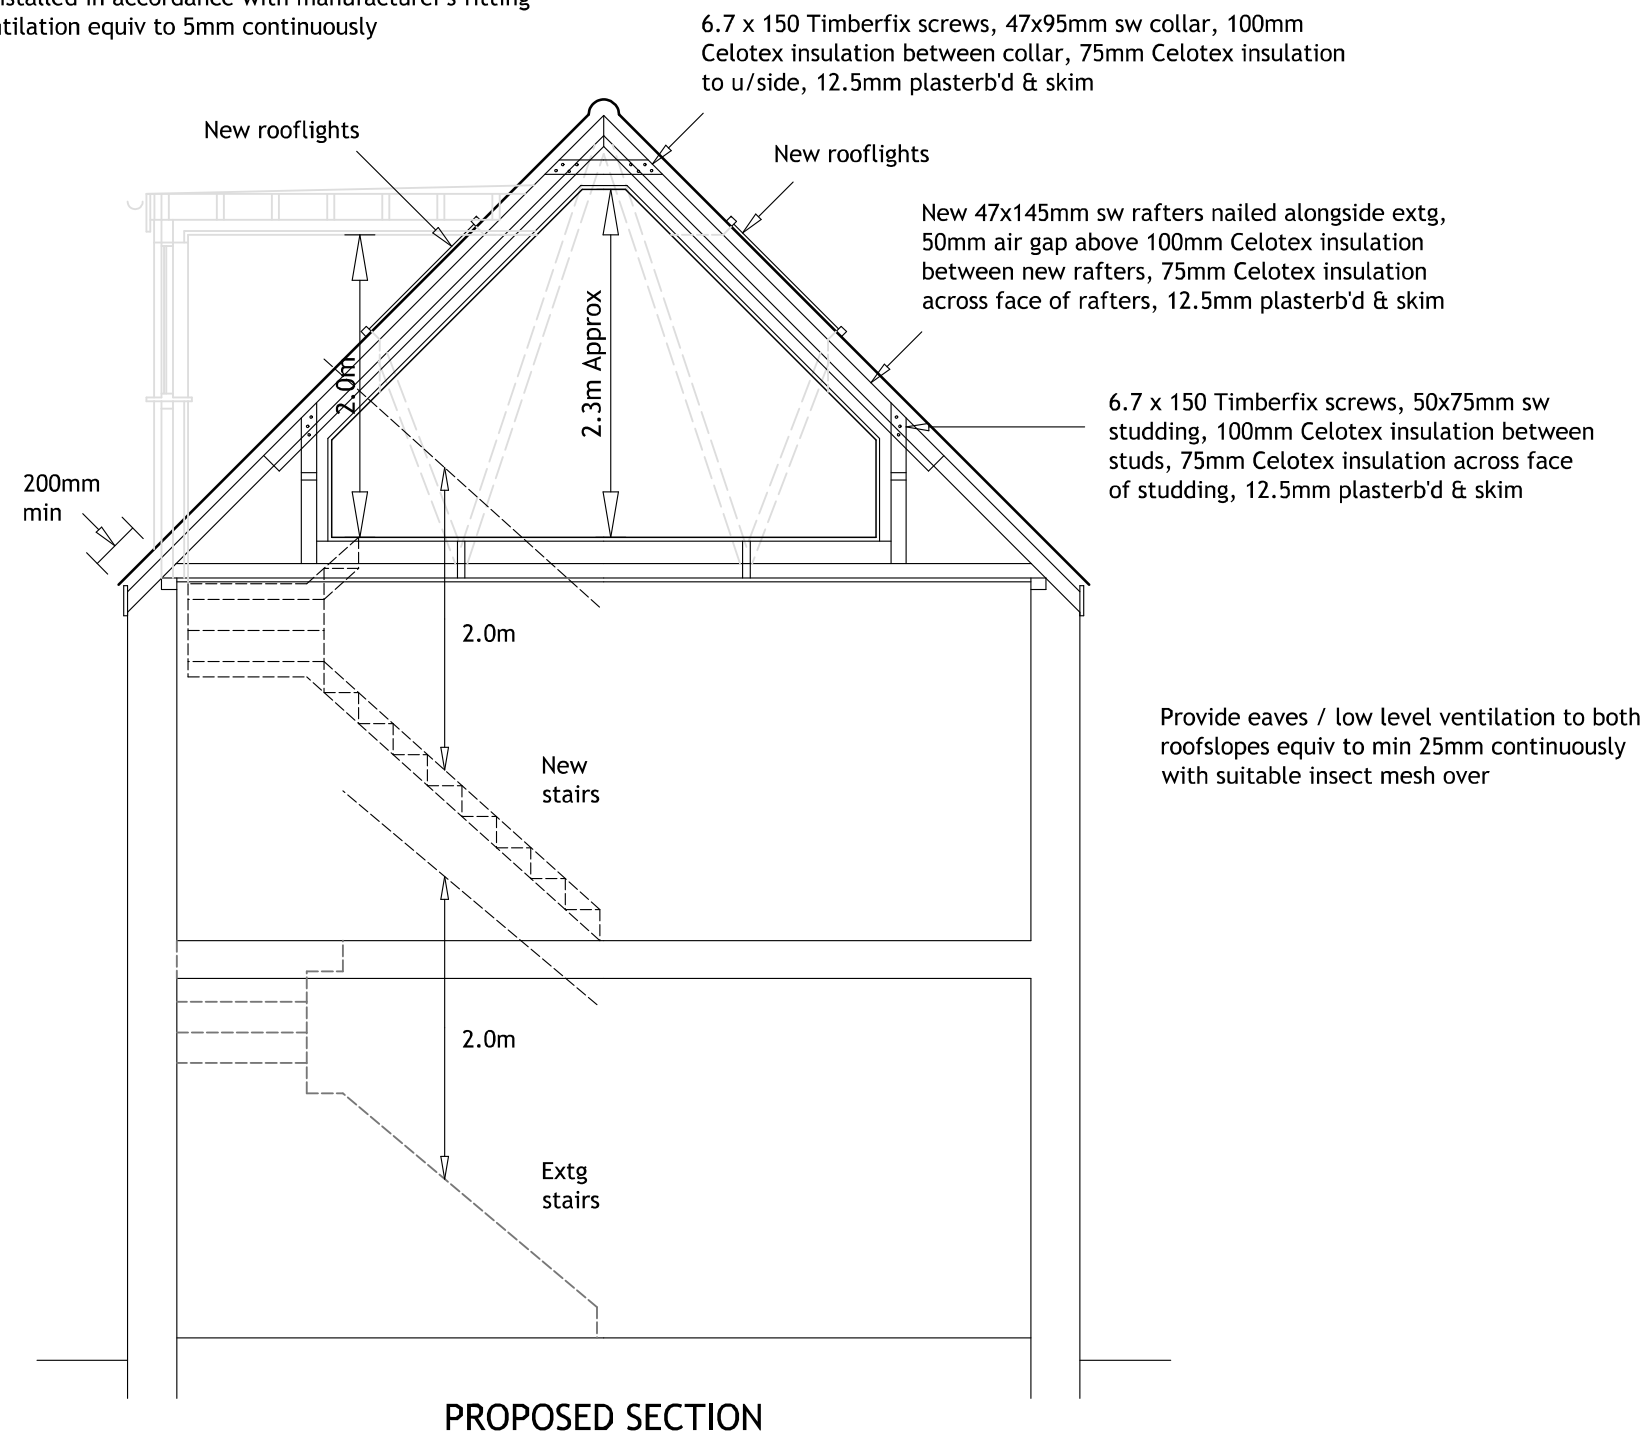 in accordance with manufacturer's fitting
equiv to 5mm continuously
6.7 x 150 Timberfix screws, 47x95mm sw collar, 100mm
Celotex insulation between collar, 75mm Celotex insulation
to u/side, 12.5mm plasterb'd & skim
New rooflights
New rooflights
New 47x145mm sw rafters nailed alongside extg,
50mm air gap above 100mm Celotex insulation
between new rafters, 75mm Celotex insulation
across face of rafters, 12.5mm plasterb'd & skim
2.0m
2.3m Approx
6.7 x 150 Timberfix screws, 50x75mm sw
studding, 100mm Celotex insulation between
studs, 75mm Celotex insulation across face
of studding, 12.5mm plasterb'd & skim
200mm
min
2.0m
Provide eaves / low level ventilation to both
roofslopes equiv to min 25mm continuously
with suitable insect mesh over
New
stairs
2.0m
Extg
stairs
PROPOSED SECTION